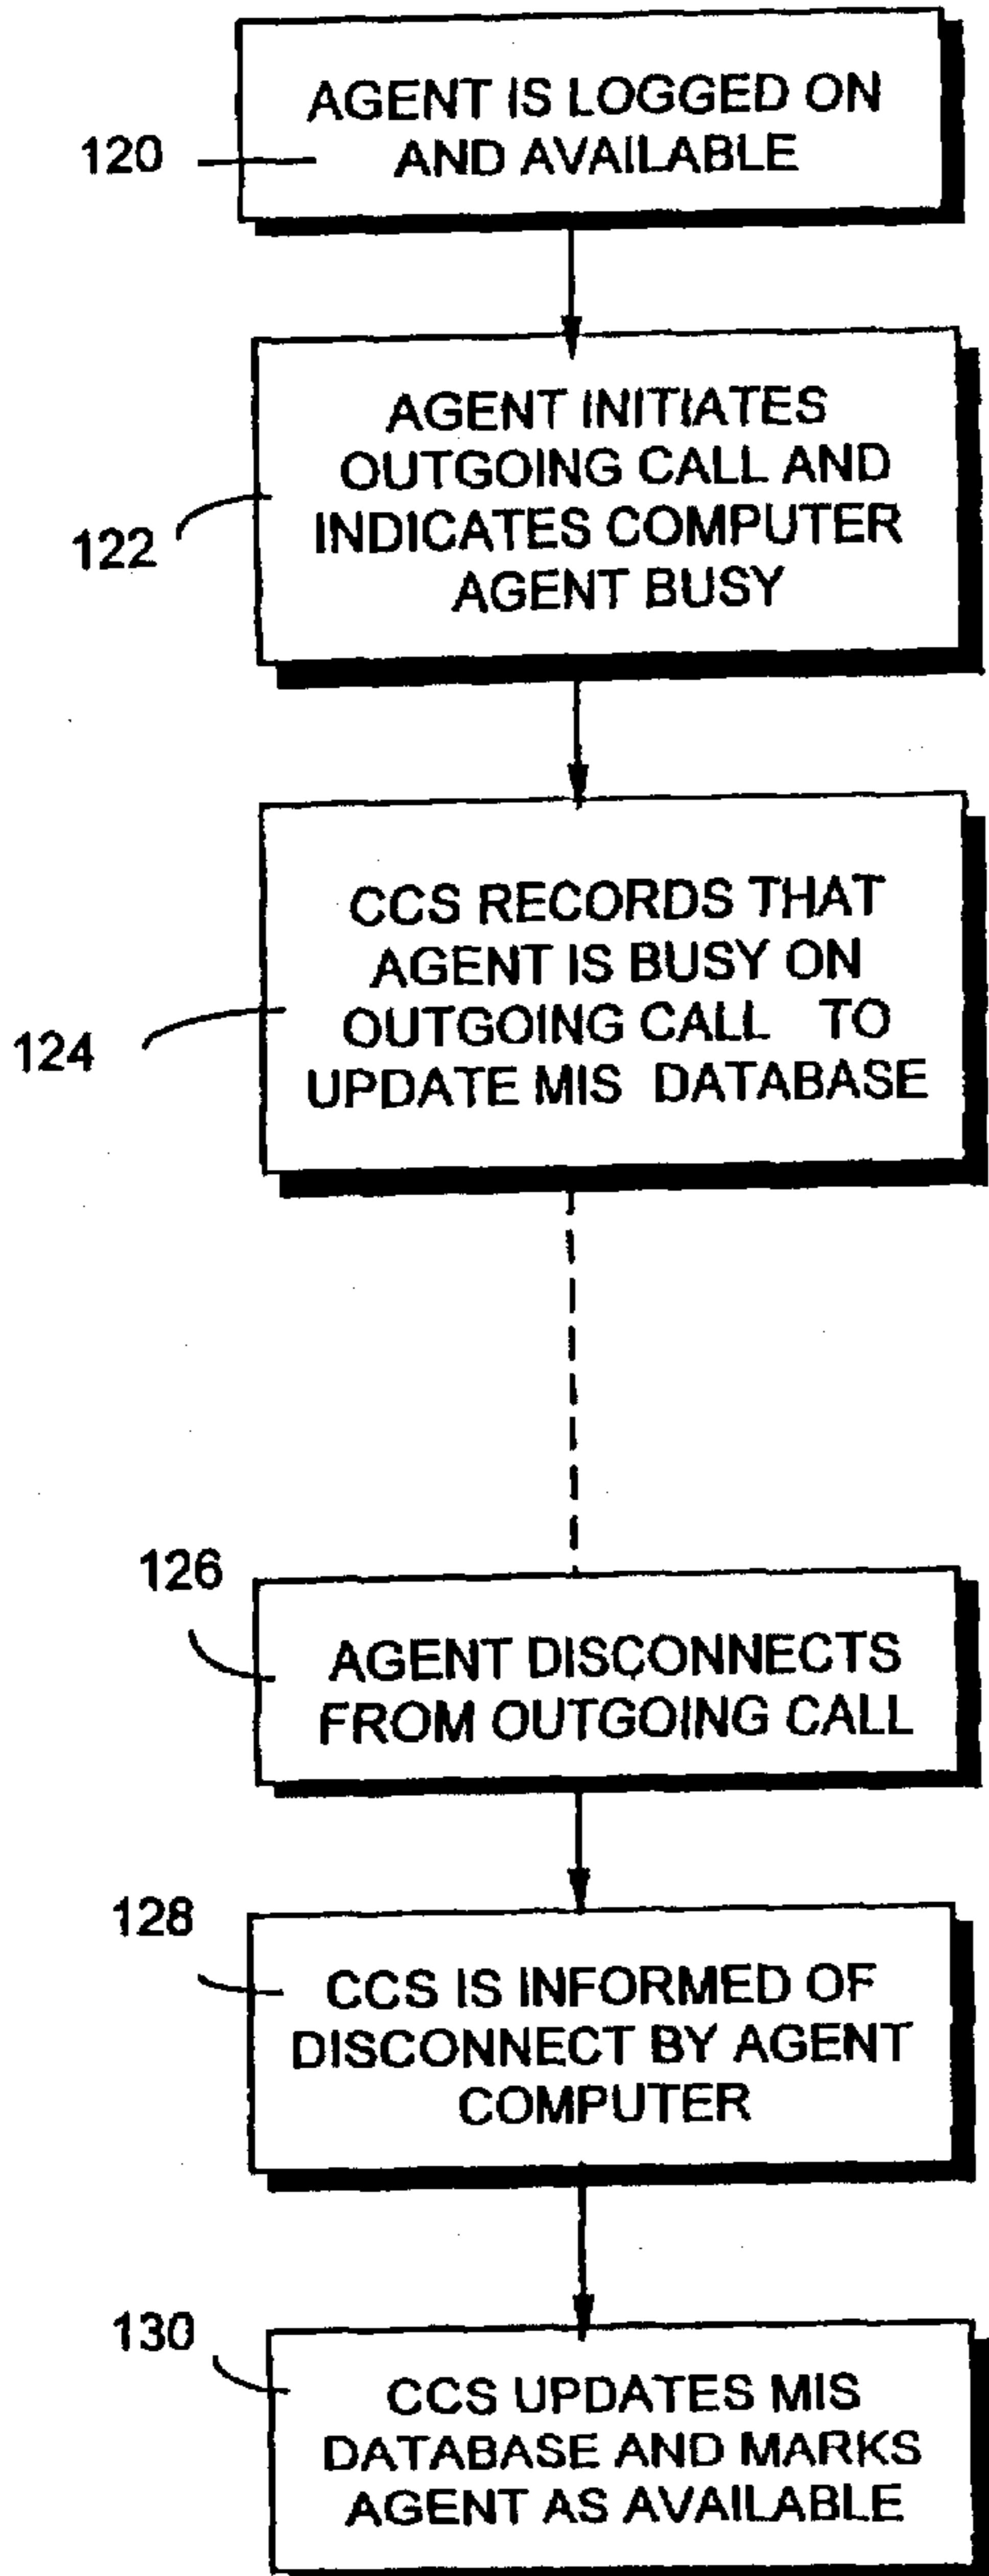 AGENT IS LOGGED ON
AND AVAILABLE
120
AGENT INITIATES
OUTGOING CALL AND
INDICATES COMPUTER
AGENT BUSY
122
CCS RECORDS THAT
AGENT IS BUSY ON
OUTGOING CALL TO
UPDATE MIS DATABASE
124
126
AGENT DISCONNECTS
FROM OUTGOING CALL
128
CCS IS INFORMED OF
DISCONNECT BY AGENT
COMPUTER
130
CCS UPDATES MIS
DATABASE AND MARKS
AGENT AS AVAILABLE